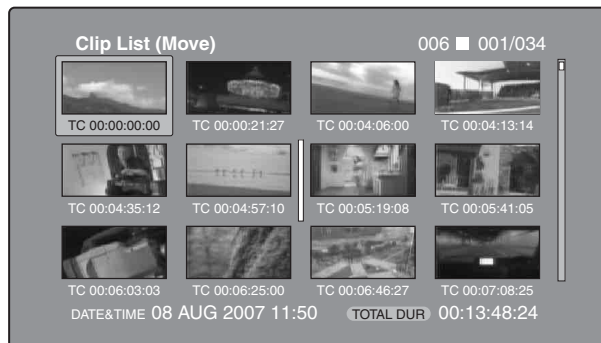 Clip List (Move) 006 001/034
TC 00:00:00:00 TC 00:00:21:27 TC 00:04:06:00 TC 00:04:13:14
TC 00:04:35:12 TC 00:04:57:10 TC 00:05:19:08 TC 00:05:41:05
TC 00:06:03:03 TC 00:06:25:00 TC 00:06:46:27 TC 00:07:08:25
DATE&TIME 08 AUG 2007 11:50 TOTAL DUR 00:13:48:24